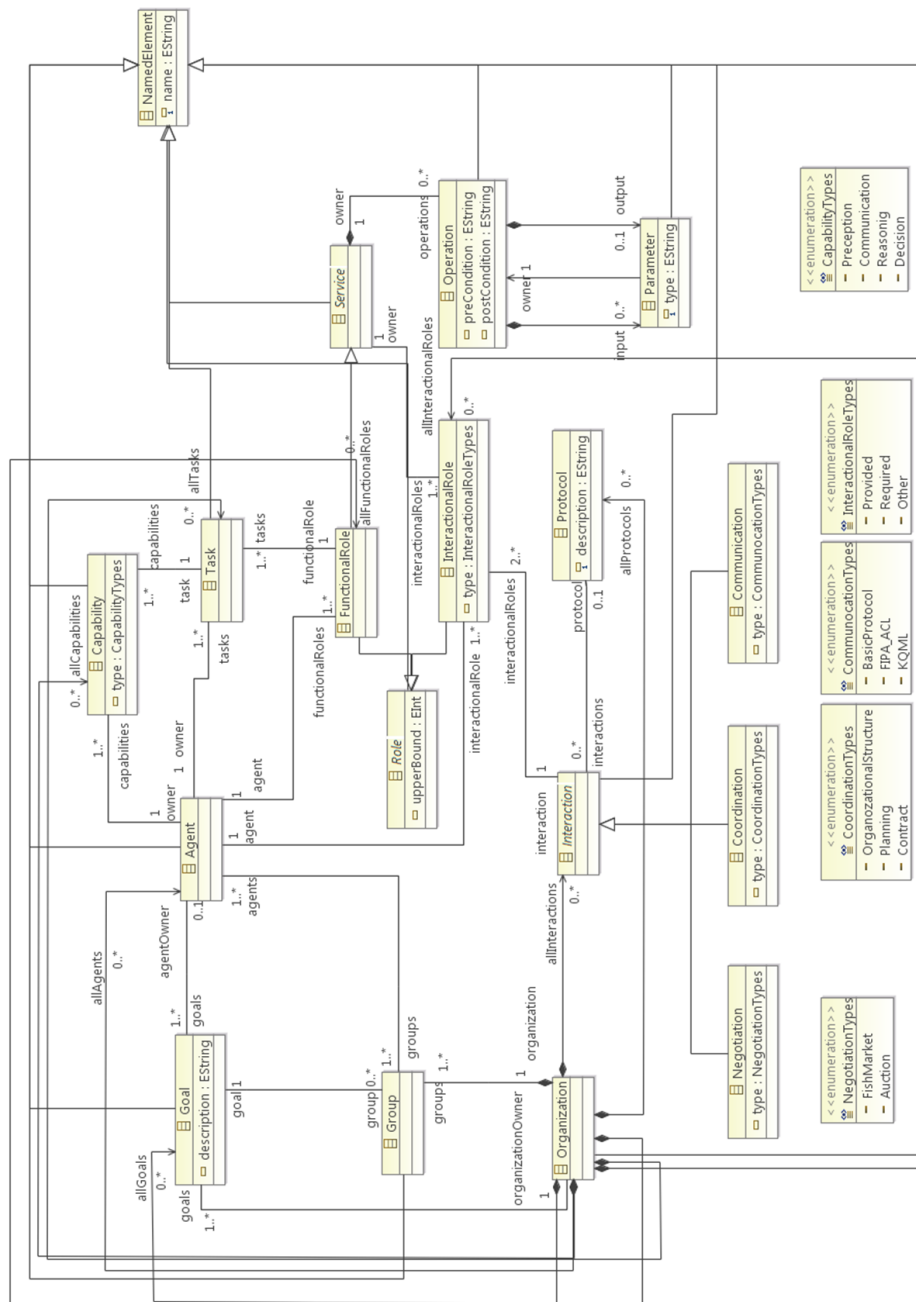 NamedElement
name : EString
allAgents
0..*
allGoals
0..*
allCapabilities
0..*
Capability
type : CapabilityTypes
capabilities
1..*
capabilities
1..*
allTasks
0..*
Goal
description : EString
goals
1..*
goals
1..*
agentOwner
0..1
Agent
owner
1
1 owner
1
agent
1
agent
1..*
agents
task
1
Task
1..*
tasks
tasks
1..*
functionalRole
1
FunctionalRole
functionalRoles
1..*
allFunctionalRoles
0..*
Service
owner
1
1
owner
goal
1
group
0..*
Group
groups
1..*
groups
1..*
Role
upperBound : EInt
interactionalRoles
1..*
allInteractionalRoles
0..*
InteractionalRole
type : InteractionalRoleTypes
interactionalRole
1..*
interactionalRoles
2..*
operations
0..*
Operation
preCondition : EString
postCondition : EString
owner 1
input
0..*
0..1
output
Parameter
type : EString
organizationOwner
1
organization
1
Organization
allInteractions
0..*
interaction
1
Interaction
interactions
0..*
protocol
0..1
Protocol
description : EString
allProtocols
0..*
Negotiation
type : NegotiationTypes
Coordination
type : CoordinationTypes
Communication
type : CommunocationTypes
<<enumeration>>
NegotiationTypes
FishMarket
Auction
<<enumeration>>
CoordinationTypes
OrganozationalStructure
Planning
Contract
<<enumeration>>
CommunocationTypes
BasicProtocol
FIPA_ACL
KQML
<<enumeration>>
InteractionalRoleTypes
Provided
Required
Other
<<enumeration>>
CapabilityTypes
Preception
Communication
Reasonig
Decision